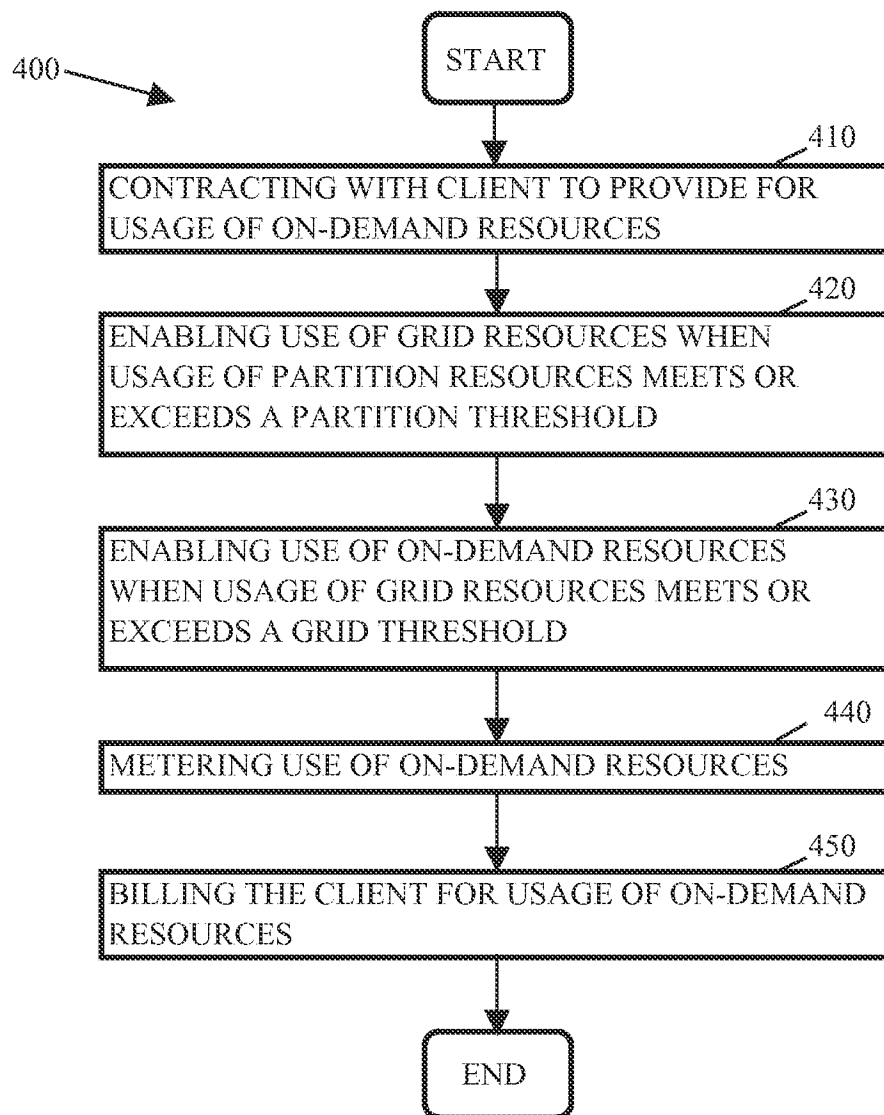 400
START
410
CONTRACTING WITH CLIENT TO PROVIDE FOR
USAGE OF ON-DEMAND RESOURCES
420
ENABLING USE OF GRID RESOURCES WHEN
USAGE OF PARTITION RESOURCES MEETS OR
EXCEEDS A PARTITION THRESHOLD
430
ENABLING USE OF ON-DEMAND RESOURCES
WHEN USAGE OF GRID RESOURCES MEETS OR
EXCEEDS A GRID THRESHOLD
440
METERING USE OF ON-DEMAND RESOURCES
450
BILLING THE CLIENT FOR USAGE OF ON-DEMAND
RESOURCES
END